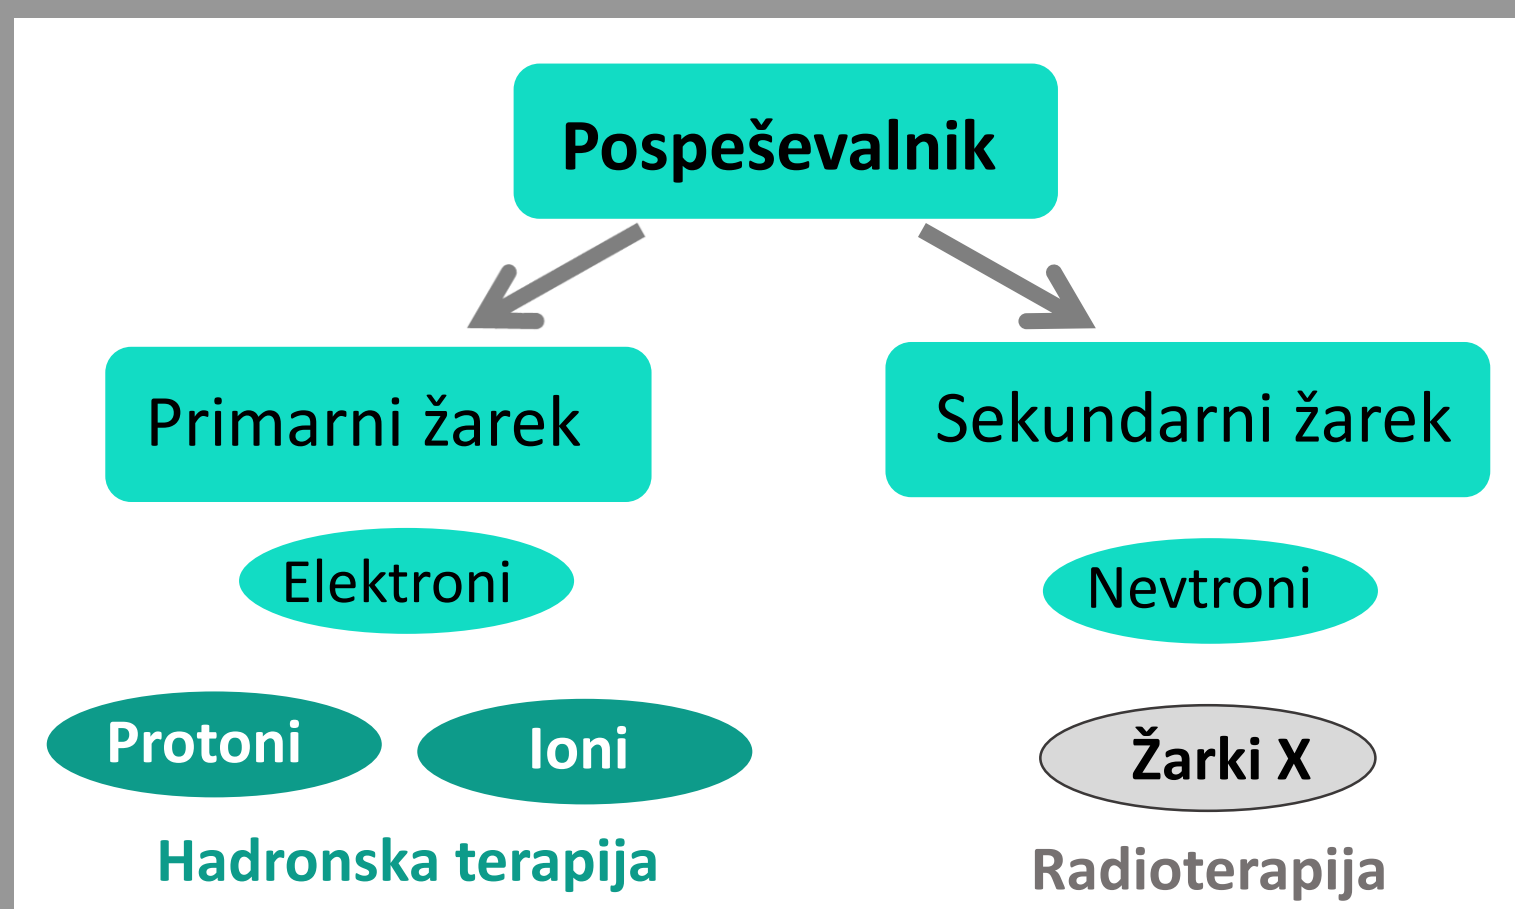 Pospeševalnik
Primarni žarek
Sekundarni žarek
Elektroni
Nevtroni
Protoni
Ioni
Žarki X
Hadronska terapija
Radioterapija